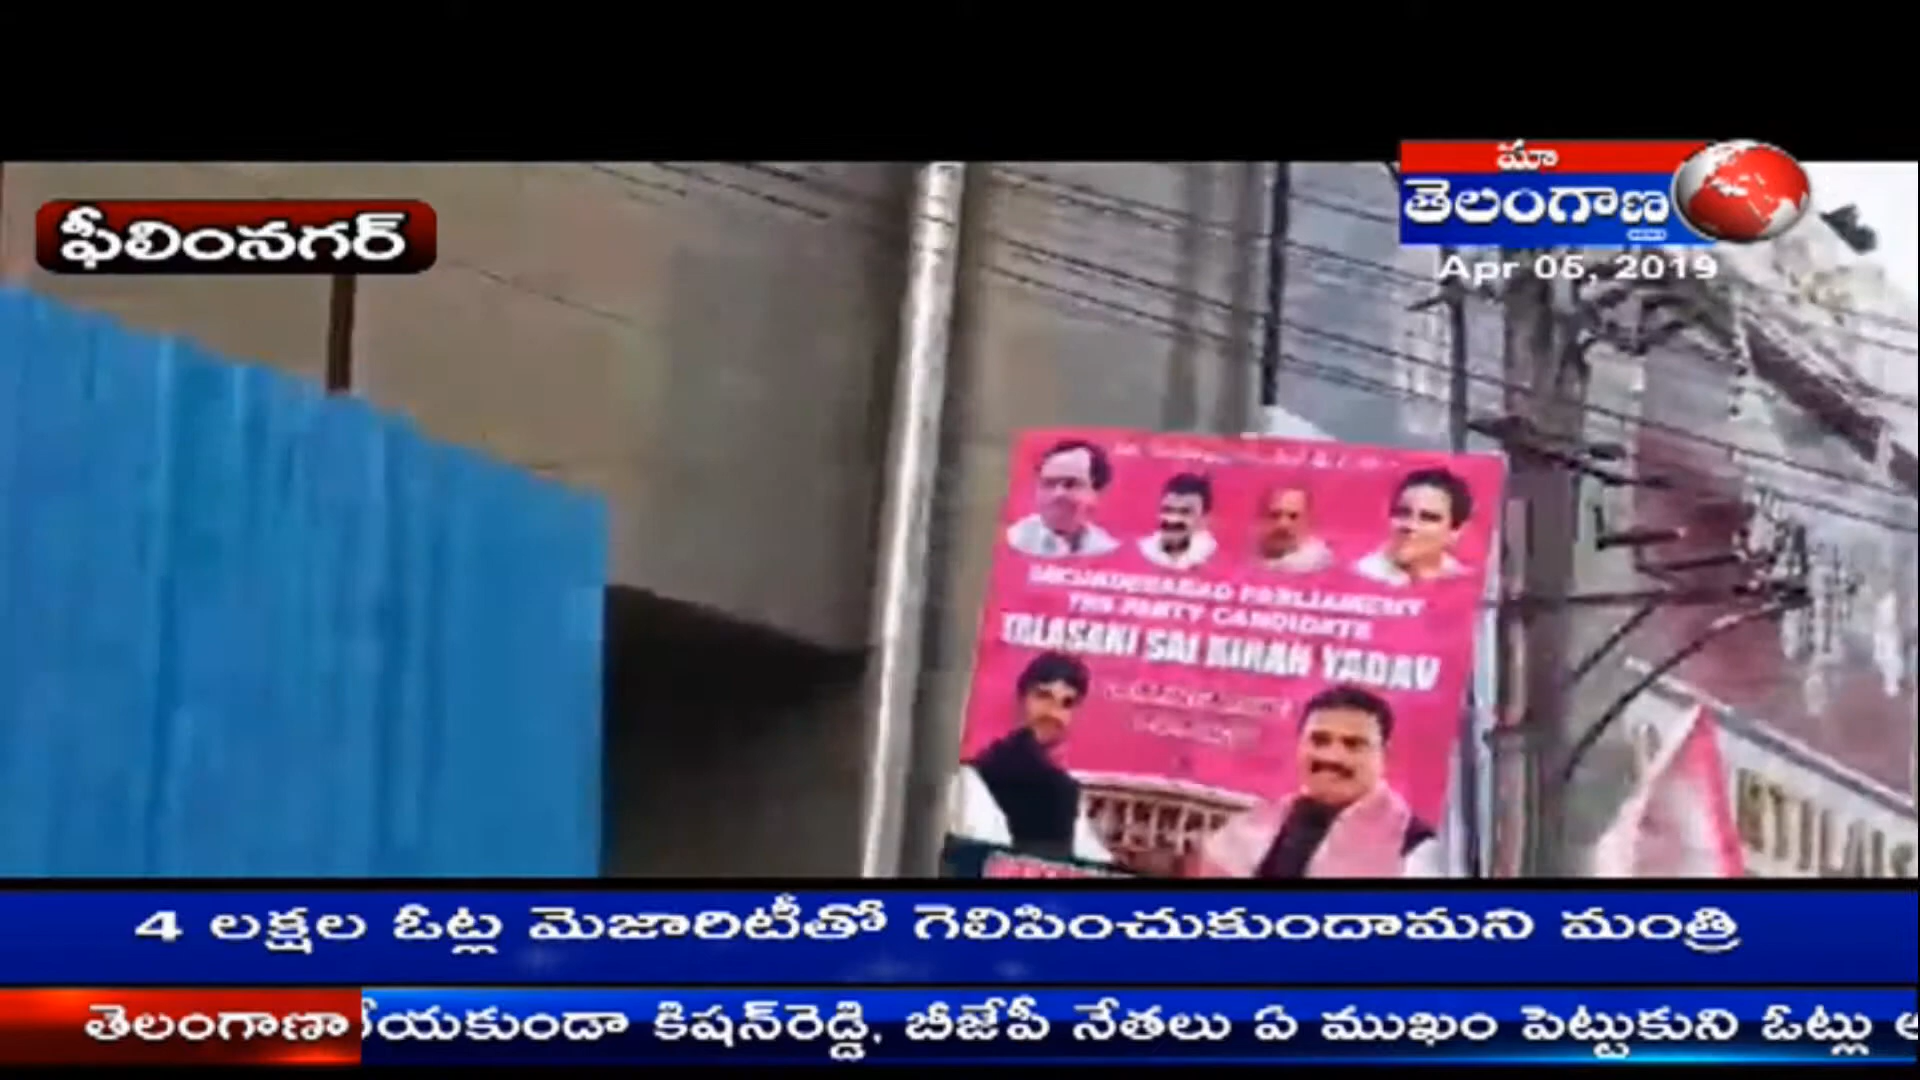 మా
తెలంగాణ
Apr 05, 2019
ఫీలింనగర్
SECUNDERABAD PARLIAMENT
TRS PARTY CANDIDATE
TALASANI SAI KIRAN YADAV
4 లక్షల ఓట్ల మెజారిటీతో గెలిపించుకుందామని మంత్రి
తెలంగాణా
యకుండా కిషన్‌రెడ్డి, బీజేపీ నేతలు ఏ ముఖం పెట్టుకుని ఓట్లు